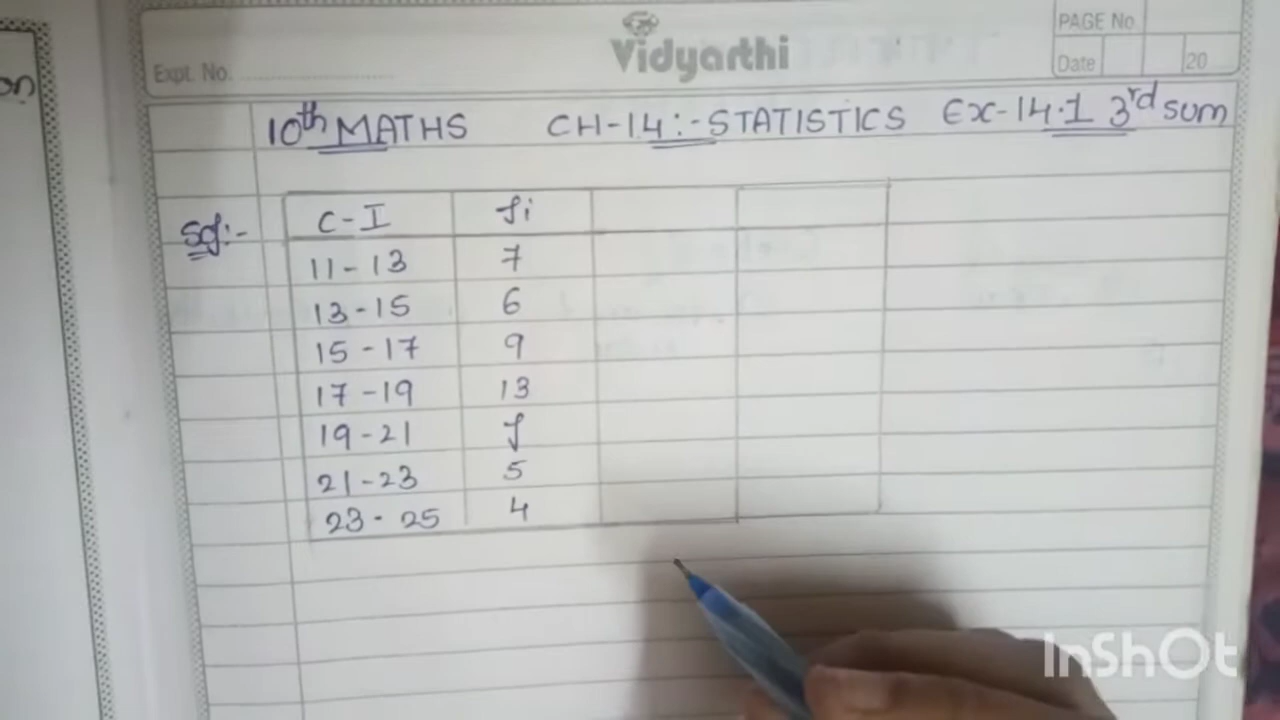 Expt. No. Vidyarthi PAGE No.
Date 20
on
10th MATHS CH-14:-STATISTICS EX-14.1 3rd sum
Sol:- C-I fi
11-13 7
13-15 6
15-17 9
17-19 13
19-21 f
21-23 5
23-25 4
InShOt